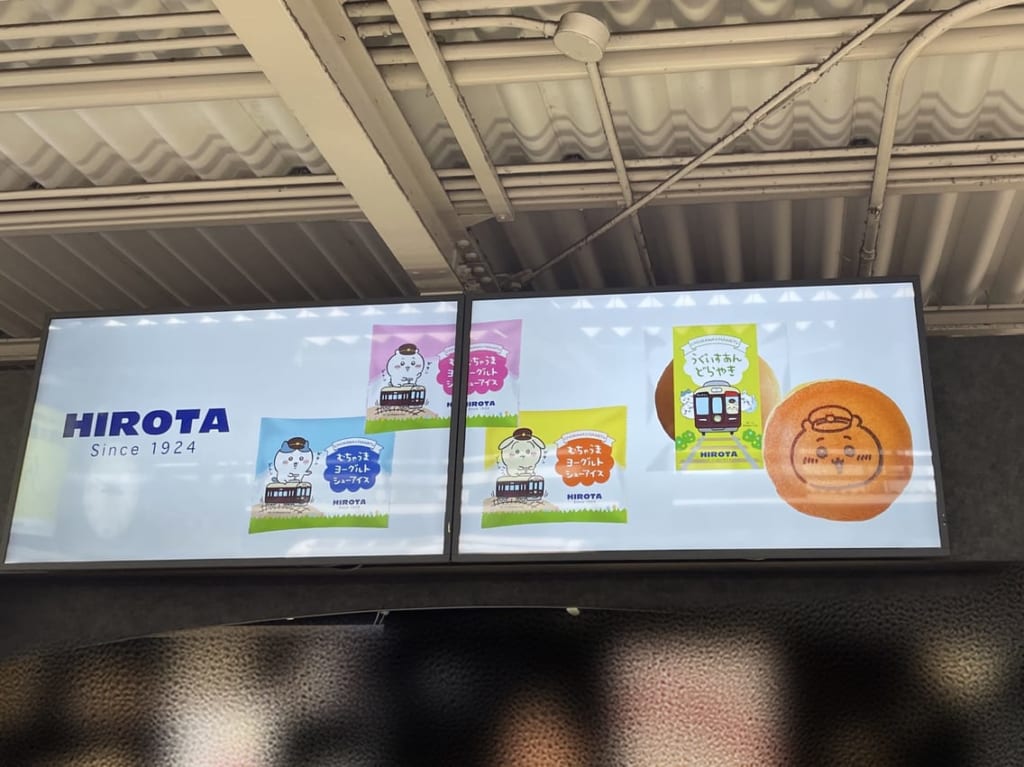 HIROTA
Since 1924
むちゃうま
ヨーグルト
シューアイス
HIROTA
むちゃうま
ヨーグルト
シューアイス
HIROTA
むちゃうま
ヨーグルト
シューアイス
HIROTA
うぐいすあん
どらやき
HIROTA